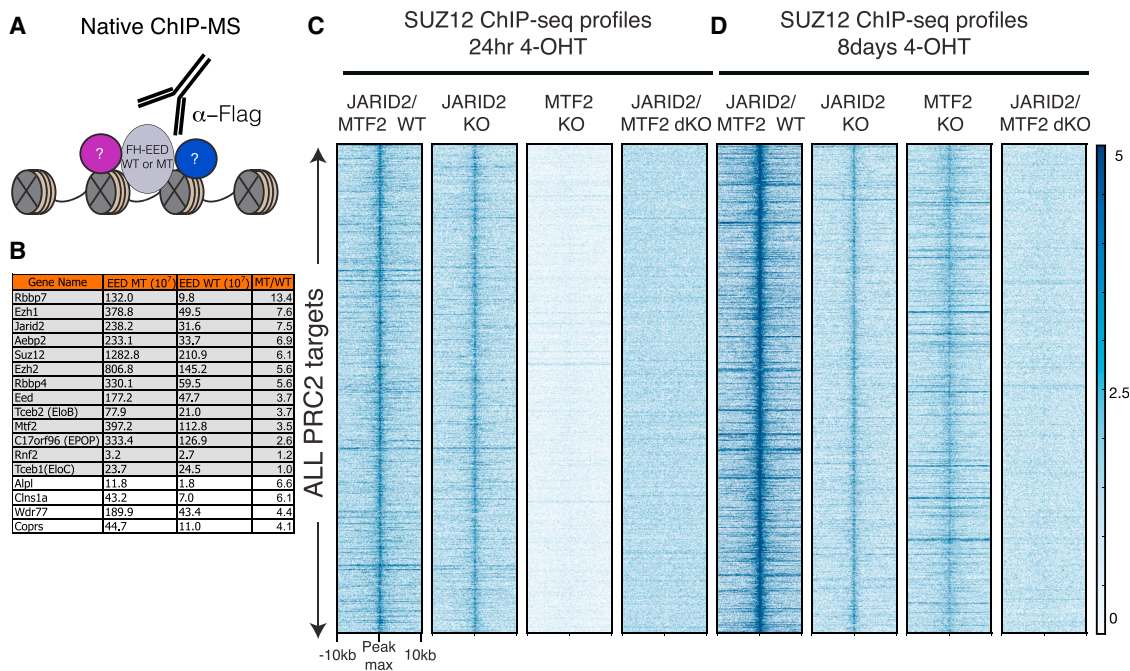 A
Native ChIP-MS
α-Flag
?
FH-EED
WT or MT
?
B
Gene Name EED MT (10⁷) EED WT (10⁷) MT/WT
Rbbp7 132.0 9.8 13.4
Ezh1 378.8 49.5 7.6
Jarid2 238.2 31.6 7.5
Aebp2 233.1 33.7 6.9
Suz12 1282.8 210.9 6.1
Ezh2 806.8 145.2 5.6
Rbbp4 330.1 59.5 5.6
Eed 177.2 47.7 3.7
Tceb2 (EloB) 77.9 21.0 3.7
Mtf2 397.2 112.8 3.5
C17orf96 (EPOP) 333.4 126.9 2.6
Rnf2 3.2 2.7 1.2
Tceb1(EloC) 23.7 24.5 1.0
Alpl 11.8 1.8 6.6
Clns1a 43.2 7.0 6.1
Wdr77 189.9 43.4 4.4
Coprs 44.7 11.0 4.1
C
SUZ12 ChIP-seq profiles
24hr 4-OHT
JARID2/
MTF2 WT
JARID2
KO
MTF2
KO
JARID2/
MTF2 dKO
ALL PRC2 targets
-10kb
Peak
max
10kb
D
SUZ12 ChIP-seq profiles
8days 4-OHT
JARID2/
MTF2 WT
JARID2
KO
MTF2
KO
JARID2/
MTF2 dKO
5
2.5
0